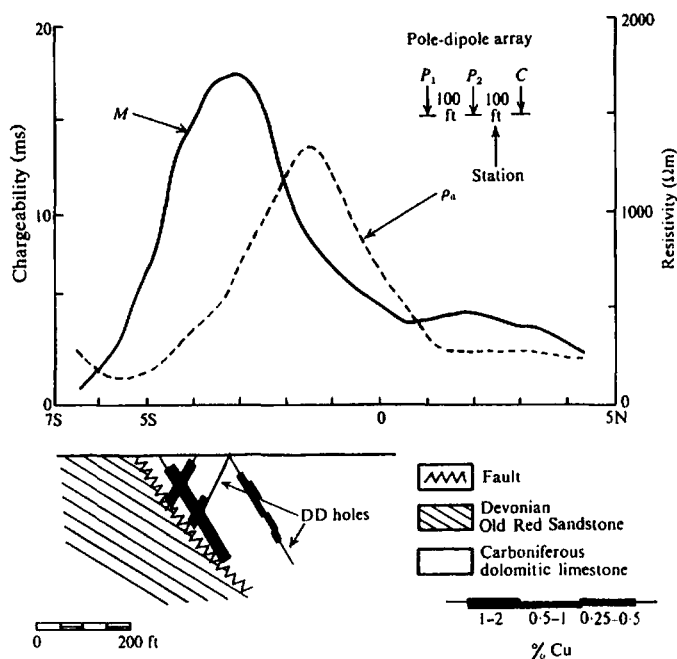 20
10
0
Chargeability (ms)
M
Pole-dipole array
P₁ P₂ C
100 ft
100 ft
Station
ρₐ
2000
1000
0
Resistivity (Ωm)
7S 5S 0 5N
DD holes
0 200 ft
Fault
Devonian
Old Red Sandstone
Carboniferous
dolomitic limestone
1–2 0·5–1 0·25–0·5
% Cu